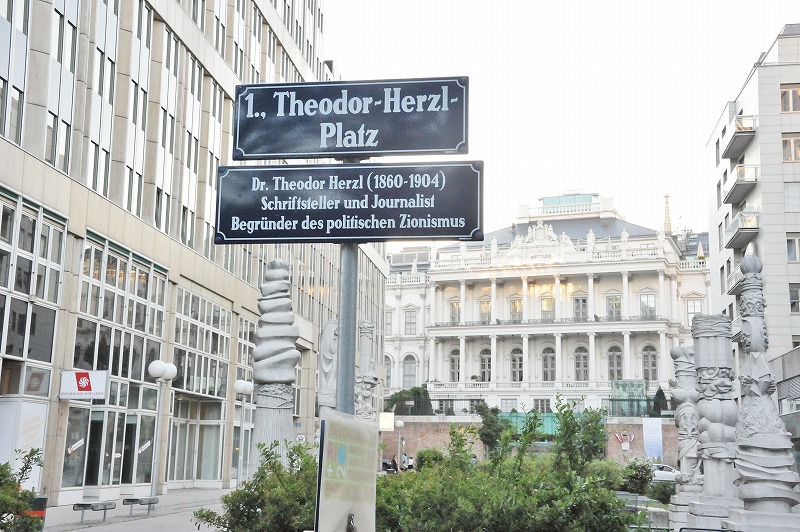 1., Theodor-Herzl-
Platz
Dr. Theodor Herzl (1860-1904)
Schriftsteller und Journalist
Begründer des politischen Zionismus